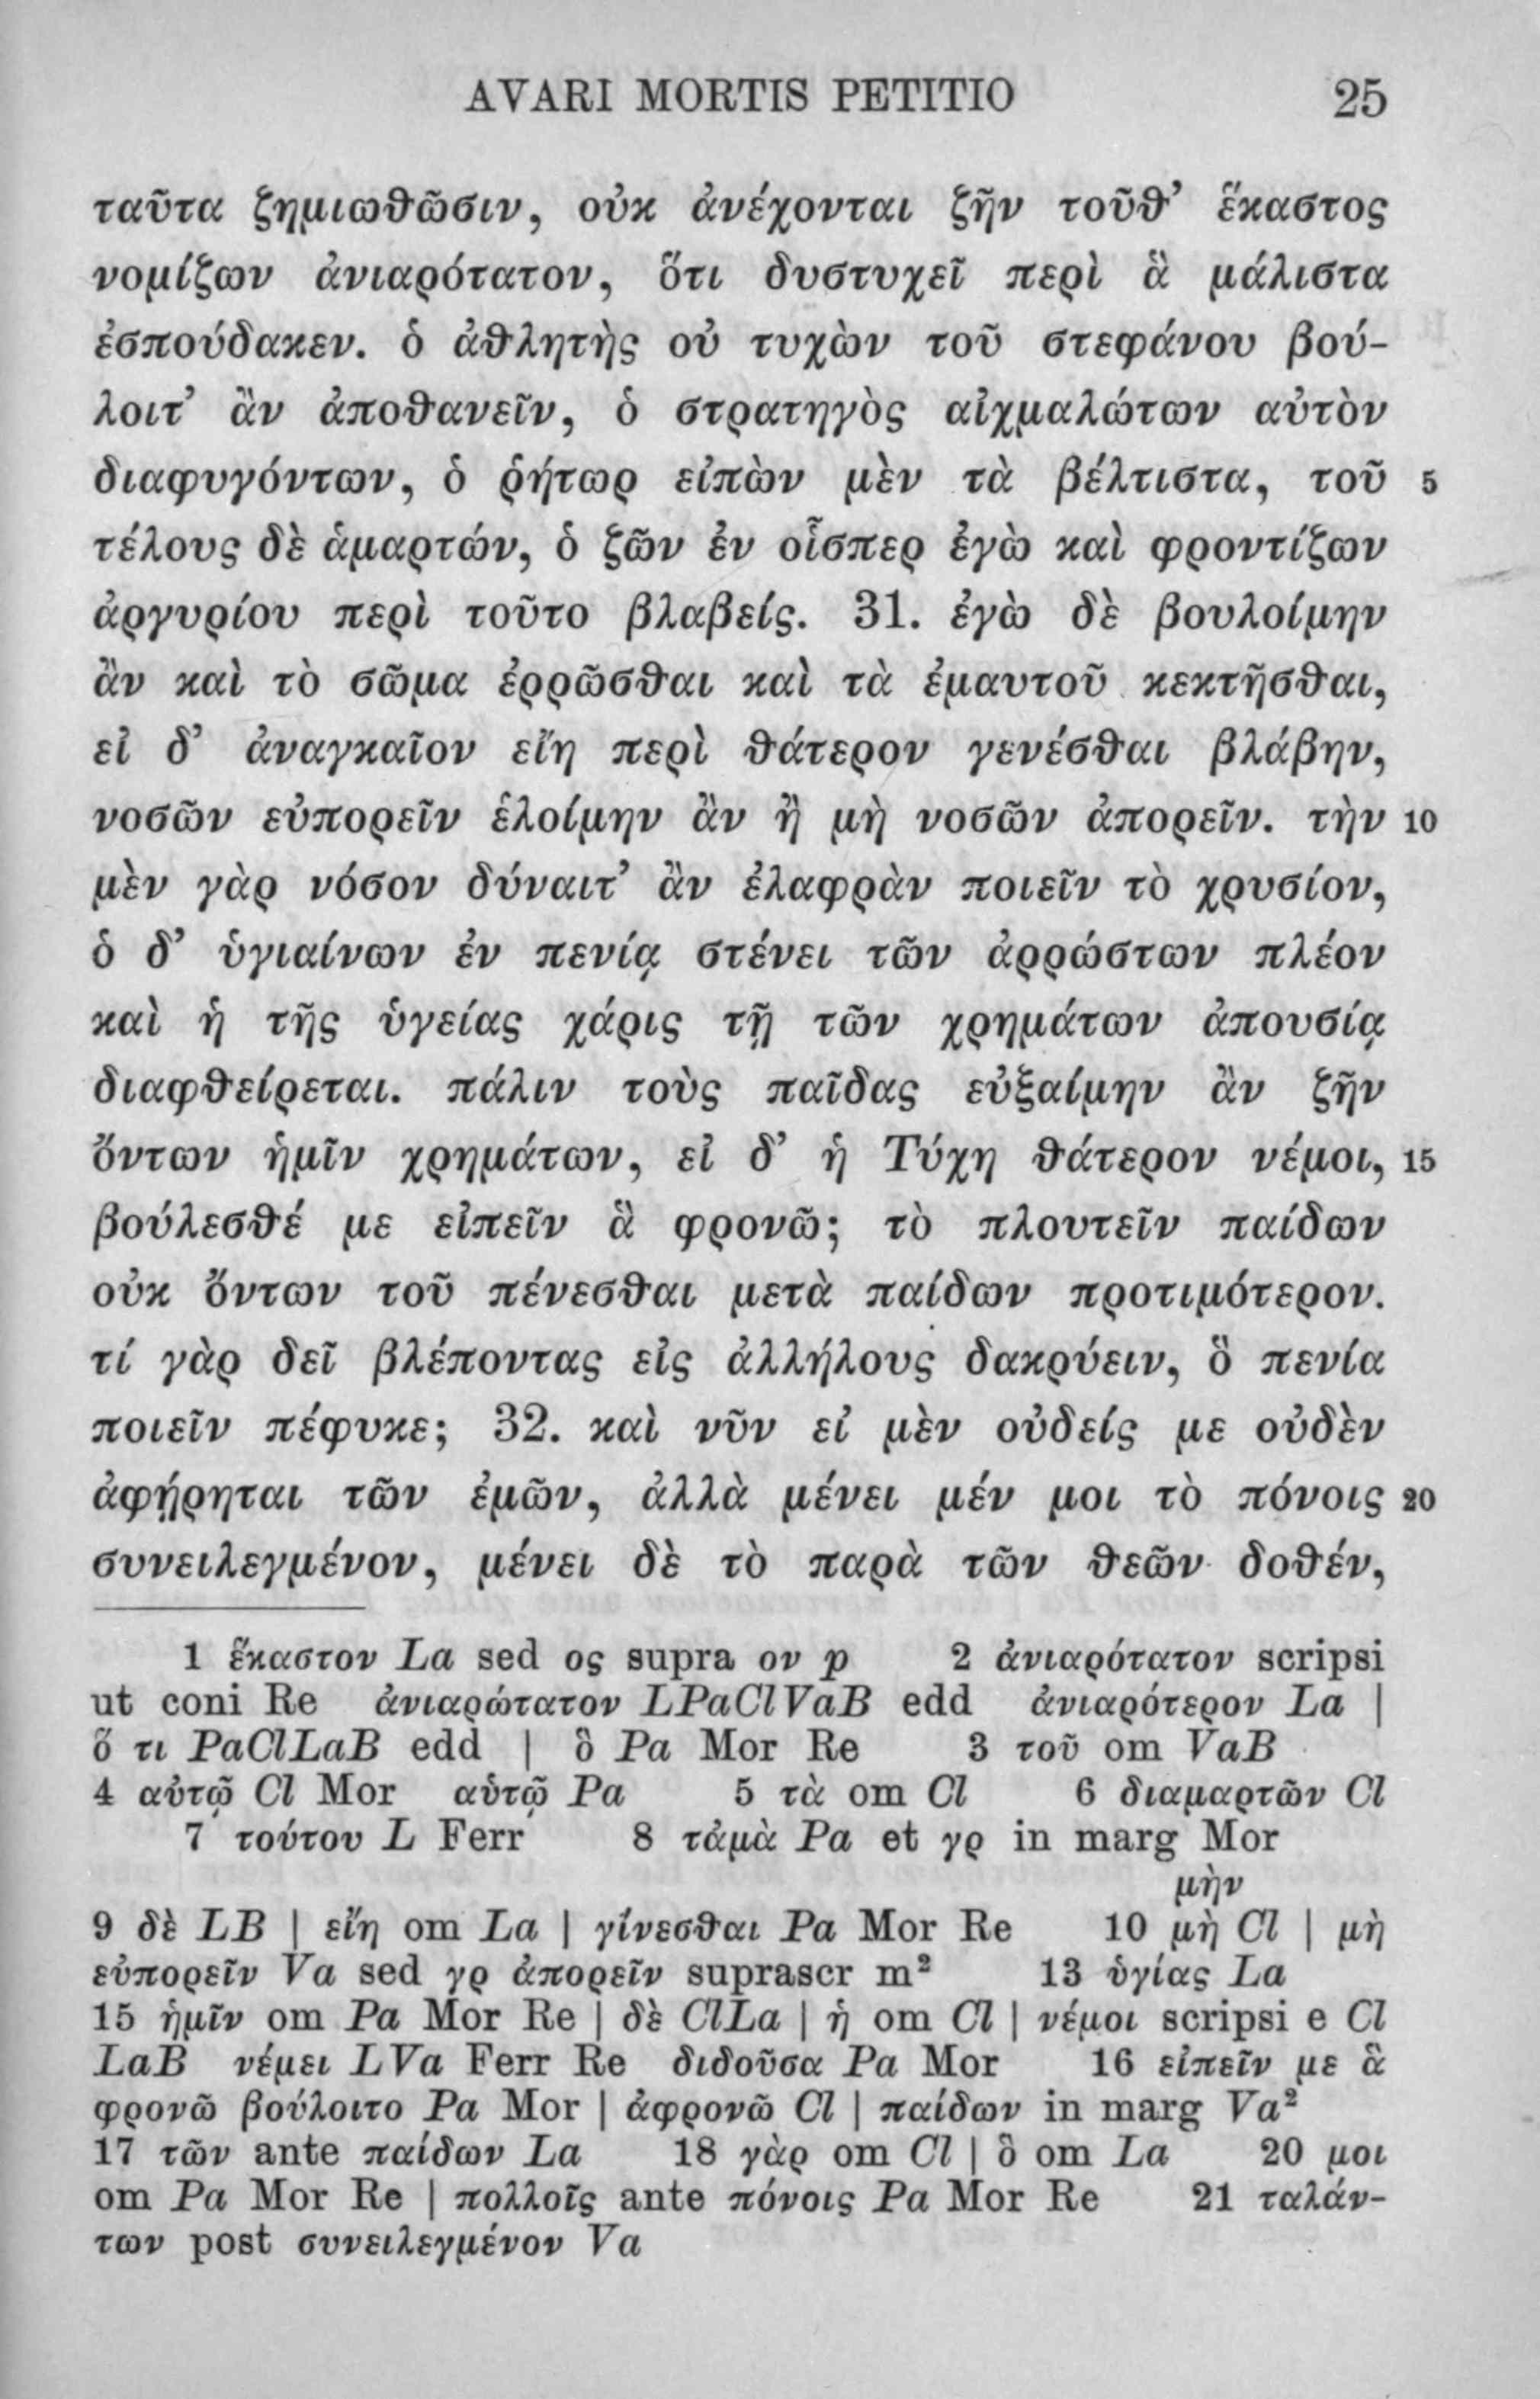 AVARI MORTIS PETITIO 25
ταῦτα ζημιωθῶσιν, οὐκ ἀνέχονται ζῆν τοῦθ’ ἕκαστος
νομίζων ἀνιαρότατον, ὅτι δυστυχεῖ περὶ ἃ μάλιστα
ἐσπούδακεν. ὁ ἀθλητὴς οὐ τυχὼν τοῦ στεφάνου βού-
λοιτ’ ἂν ἀποθανεῖν, ὁ στρατηγὸς αἰχμαλώτων αὐτὸν
διαφυγόντων, ὁ ῥήτωρ εἰπὼν μὲν τὰ βέλτιστα, τοῦ 5
τέλους δὲ ἁμαρτών, ὁ ζῶν ἐν οἷσπερ ἐγὼ καὶ φροντίζων
ἀργυρίου περὶ τοῦτο βλαβείς. 31. ἐγὼ δὲ βουλοίμην
ἂν καὶ τὸ σῶμα ἐρρῶσθαι καὶ τὰ ἐμαυτοῦ κεκτῆσθαι,
εἰ δ’ ἀναγκαῖον εἴη περὶ θάτερον γενέσθαι βλάβην,
νοσῶν εὐπορεῖν ἑλοίμην ἂν ἢ μὴ νοσῶν ἀπορεῖν. τὴν 10
μὲν γὰρ νόσον δύναιτ’ ἂν ἐλαφρὰν ποιεῖν τὸ χρυσίον,
ὁ δ’ ὑγιαίνων ἐν πενίᾳ στένει τῶν ἀρρώστων πλέον
καὶ ἡ τῆς ὑγείας χάρις τῇ τῶν χρημάτων ἀπουσίᾳ
διαφθείρεται. πάλιν τοὺς παῖδας εὐξαίμην ἂν ζῆν
ὄντων ἡμῖν χρημάτων, εἰ δ’ ἡ Τύχη θάτερον νέμοι, 15
βούλεσθέ με εἰπεῖν ἃ φρονῶ; τὸ πλουτεῖν παίδων
οὐκ ὄντων τοῦ πένεσθαι μετὰ παίδων προτιμότερον.
τί γὰρ δεῖ βλέποντας εἰς ἀλλήλους δακρύειν, ὃ πενία
ποιεῖν πέφυκε; 32. καὶ νῦν εἰ μὲν οὐδείς με οὐδὲν
ἀφῄρηται τῶν ἐμῶν, ἀλλὰ μένει μέν μοι τὸ πόνοις 20
συνειλεγμένον, μένει δὲ τὸ παρὰ τῶν θεῶν δοθέν,
1 ἕκαστον La sed ος supra ον p 2 ἀνιαρότατον scripsi
ut coni Re ἀνιαρώτατον LPaClVaB edd ἀνιαρότερον La |
ὅ τι PaClLaB edd | ὃ Pa Mor Re 3 τοῦ om VaB
4 αὐτῷ Cl Mor αὑτῷ Pa 5 τὰ om Cl 6 διαμαρτῶν Cl
7 τούτου L Ferr 8 τἀμὰ Pa et γρ in marg Mor
μὴν
9 δὲ LB | εἴη om La | γίνεσθαι Pa Mor Re 10 μὴ Cl | μὴ
εὐπορεῖν Va sed γρ ἀπορεῖν suprascr m² 13 ὑγίας La
15 ἡμῖν om Pa Mor Re | δὲ ClLa | ἡ om Cl | νέμοι scripsi e Cl
LaB νέμει LVa Ferr Re διδοῦσα Pa Mor 16 εἰπεῖν με ἃ
φρονῶ βούλοιτο Pa Mor | ἀφρονῶ Cl | παίδων in marg Va²
17 τῶν ante παίδων La 18 γὰρ om Cl | ὃ om La 20 μοι
om Pa Mor Re | πολλοῖς ante πόνοις Pa Mor Re 21 ταλάν-
των post συνειλεγμένον Va